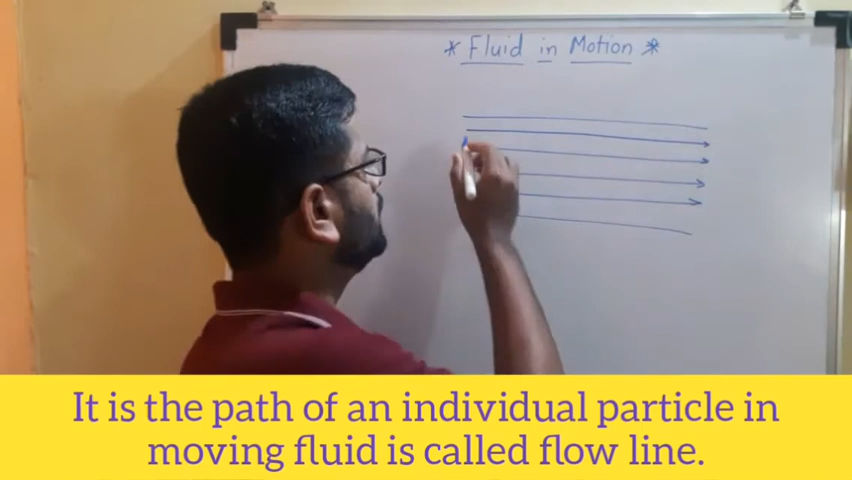 * Fluid in Motion *
It is the path of an individual particle in
moving fluid is called flow line.